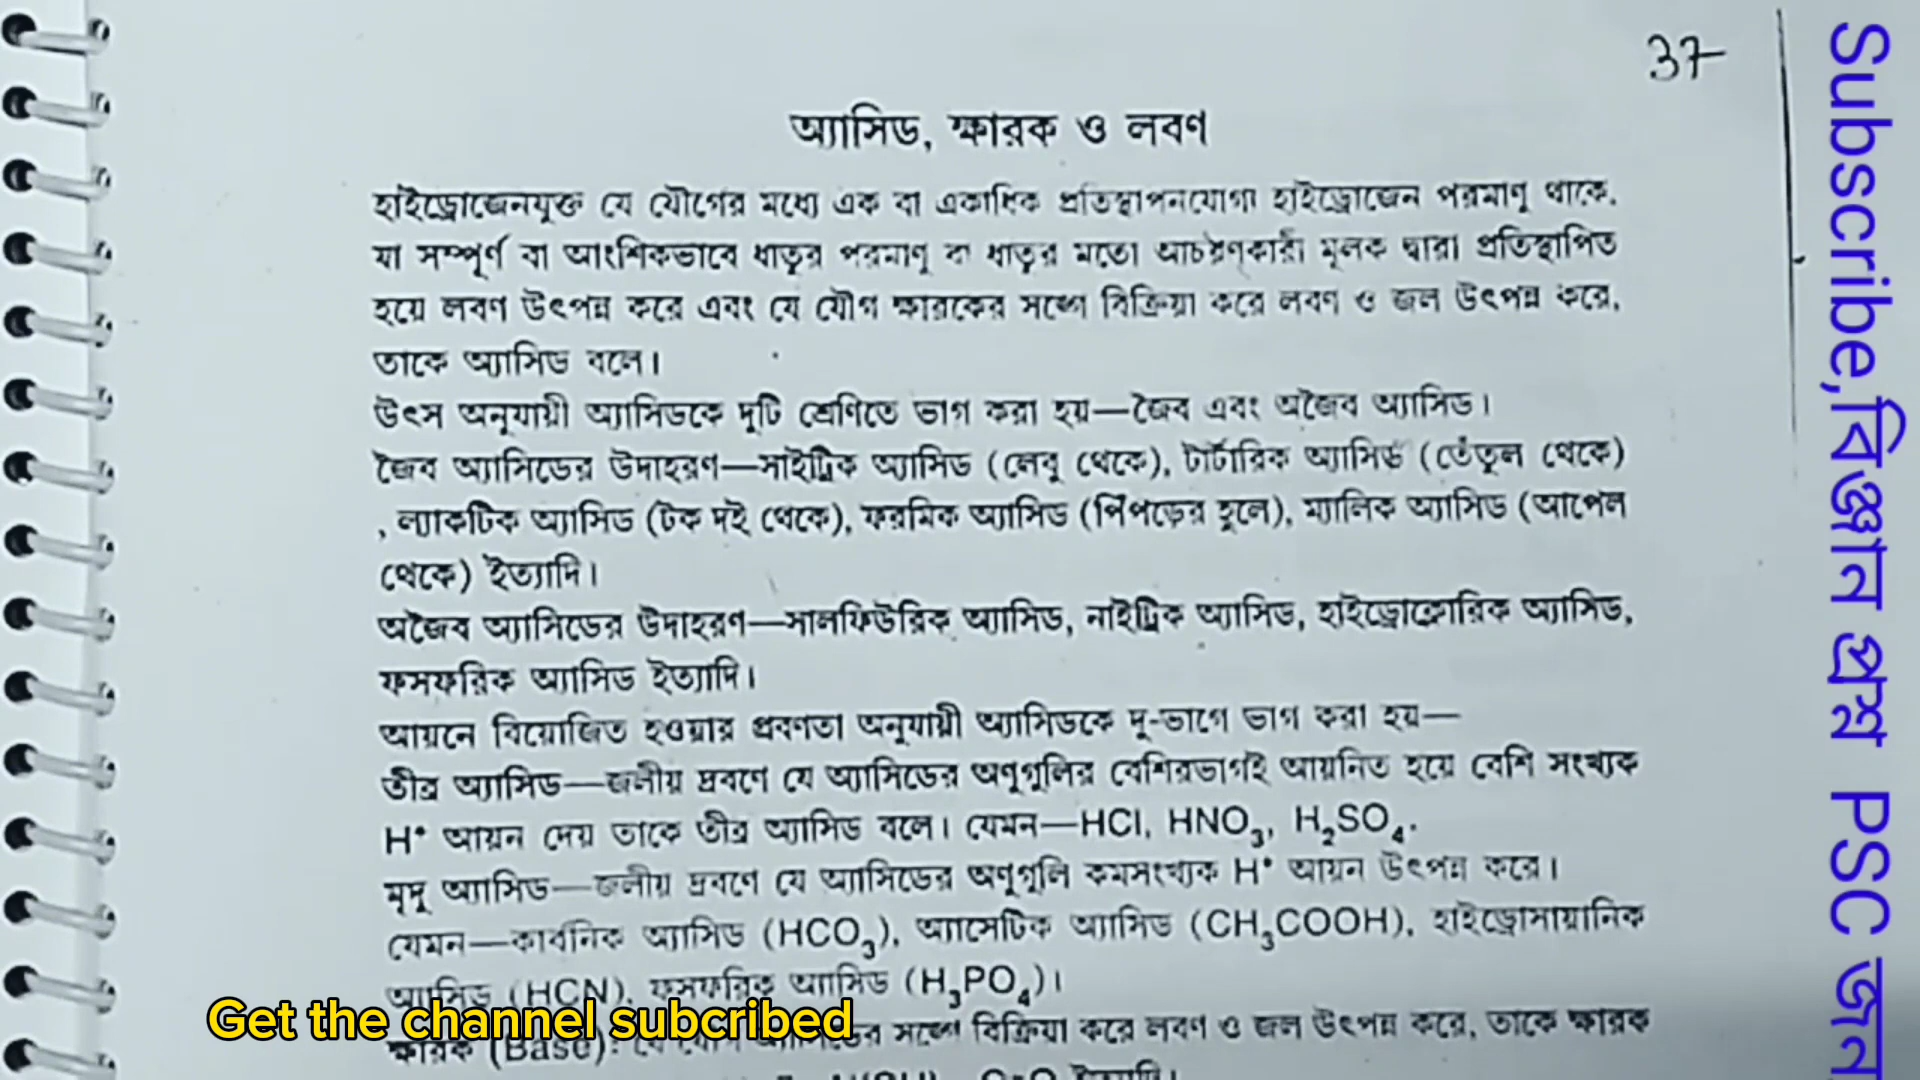 37
অ্যাসিড, ক্ষারক ও লবণ
হাইড্রোজেনযুক্ত যে যৌগের মধ্যে এক বা একাধিক প্রতিস্থাপনযোগ্য হাইড্রোজেন পরমাণু থাকে,
যা সম্পূর্ণ বা আংশিকভাবে ধাতুর পরমাণু বা ধাতুর মতো আচরণকারী মূলক দ্বারা প্রতিস্থাপিত
হয়ে লবণ উৎপন্ন করে এবং যে যৌগ ক্ষারকের সঙ্গে বিক্রিয়া করে লবণ ও জল উৎপন্ন করে,
তাকে অ্যাসিড বলে।
উৎস অনুযায়ী অ্যাসিডকে দুটি শ্রেণিতে ভাগ করা হয়—জৈব এবং অজৈব অ্যাসিড।
জৈব অ্যাসিডের উদাহরণ—সাইট্রিক অ্যাসিড (লেবু থেকে), টার্টারিক অ্যাসিড (তেঁতুল থেকে)
, ল্যাকটিক অ্যাসিড (টক দই থেকে), ফরমিক অ্যাসিড (পিঁপড়ের হুলে), ম্যালিক অ্যাসিড (আপেল
থেকে) ইত্যাদি।
অজৈব অ্যাসিডের উদাহরণ—সালফিউরিক অ্যাসিড, নাইট্রিক অ্যাসিড, হাইড্রোক্লোরিক অ্যাসিড,
ফসফরিক অ্যাসিড ইত্যাদি।
আয়নে বিয়োজিত হওয়ার প্রবণতা অনুযায়ী অ্যাসিডকে দু-ভাগে ভাগ করা হয়—
তীব্র অ্যাসিড—জলীয় দ্রবণে যে অ্যাসিডের অণুগুলির বেশিরভাগই আয়নিত হয়ে বেশি সংখ্যক
H⁺ আয়ন দেয় তাকে তীব্র অ্যাসিড বলে। যেমন—HCl, HNO₃, H₂SO₄.
মৃদু অ্যাসিড—জলীয় দ্রবণে যে অ্যাসিডের অণুগুলি কমসংখ্যক H⁺ আয়ন উৎপন্ন করে।
যেমন—কার্বনিক অ্যাসিড (HCO₃), অ্যাসেটিক অ্যাসিড (CH₃COOH), হাইড্রোসায়ানিক
অ্যাসিড (HCN), ফসফরিক অ্যাসিড (H₃PO₄)।
ক্ষারক (Base): যে যৌগ অ্যাসিডের সঙ্গে বিক্রিয়া করে লবণ ও জল উৎপন্ন করে, তাকে ক্ষারক
CaO ইত্যাদি।
Get the channel subcribed
Subscribe,বিজ্ঞান প্রশ্ন PSC জন